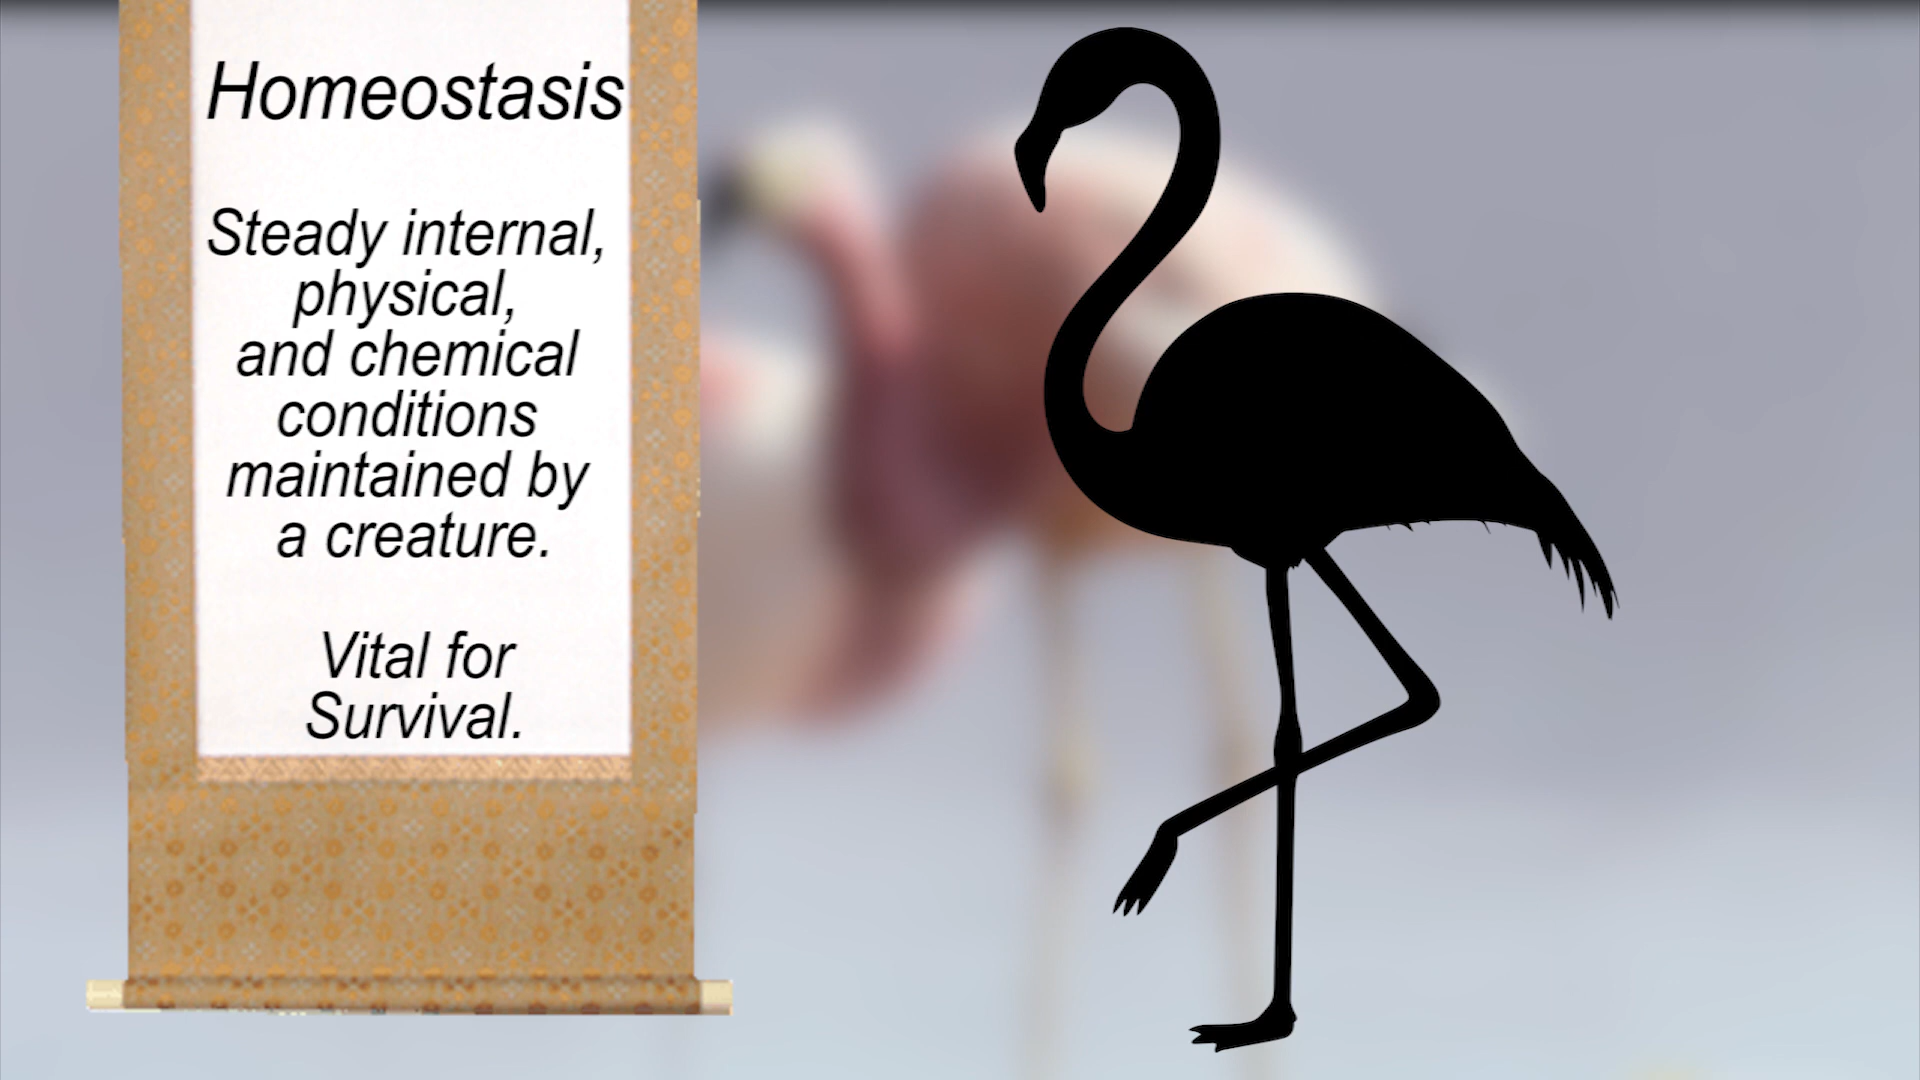 Homeostasis
Steady internal,
physical,
and chemical
conditions
maintained by
a creature.
Vital for
Survival.